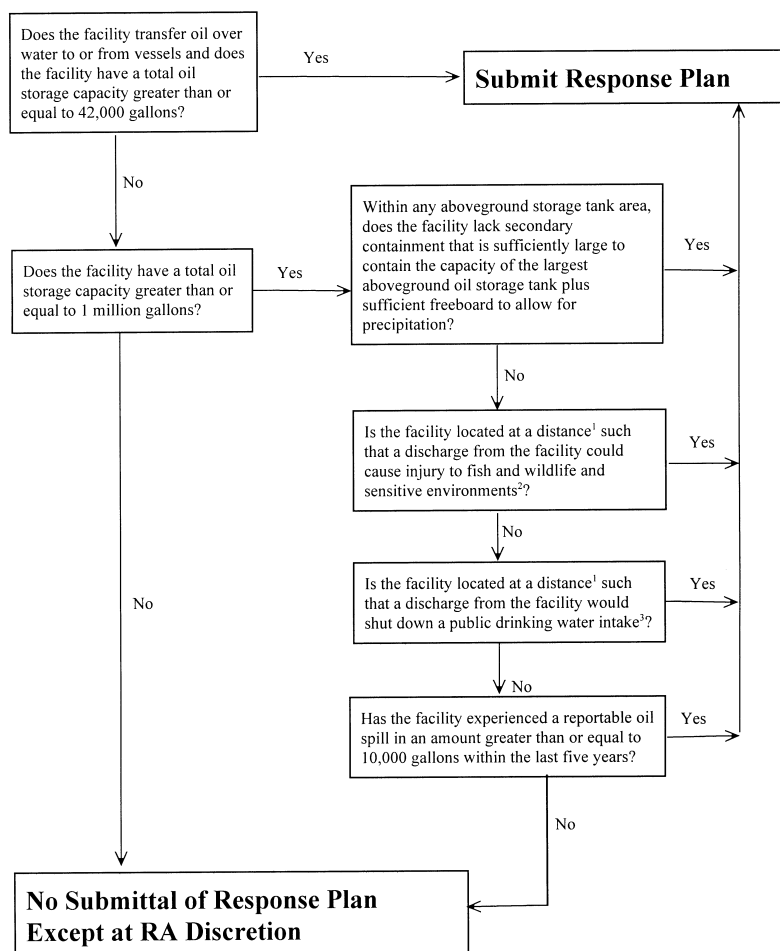 Does the facility transfer oil over
water to or from vessels and does
the facility have a total oil
storage capacity greater than or
equal to 42,000 gallons?
Yes
Submit Response Plan
No
Does the facility have a total oil
storage capacity greater than or
equal to 1 million gallons?
Yes
Within any aboveground storage tank area,
does the facility lack secondary
containment that is sufficiently large to
contain the capacity of the largest
aboveground oil storage tank plus
sufficient freeboard to allow for
precipitation?
Yes
No
Is the facility located at a distance¹ such
that a discharge from the facility could
cause injury to fish and wildlife and
sensitive environments²?
Yes
No
Is the facility located at a distance¹ such
that a discharge from the facility would
shut down a public drinking water intake³?
Yes
No
No
Has the facility experienced a reportable oil
spill in an amount greater than or equal to
10,000 gallons within the last five years?
Yes
No
No Submittal of Response Plan
Except at RA Discretion